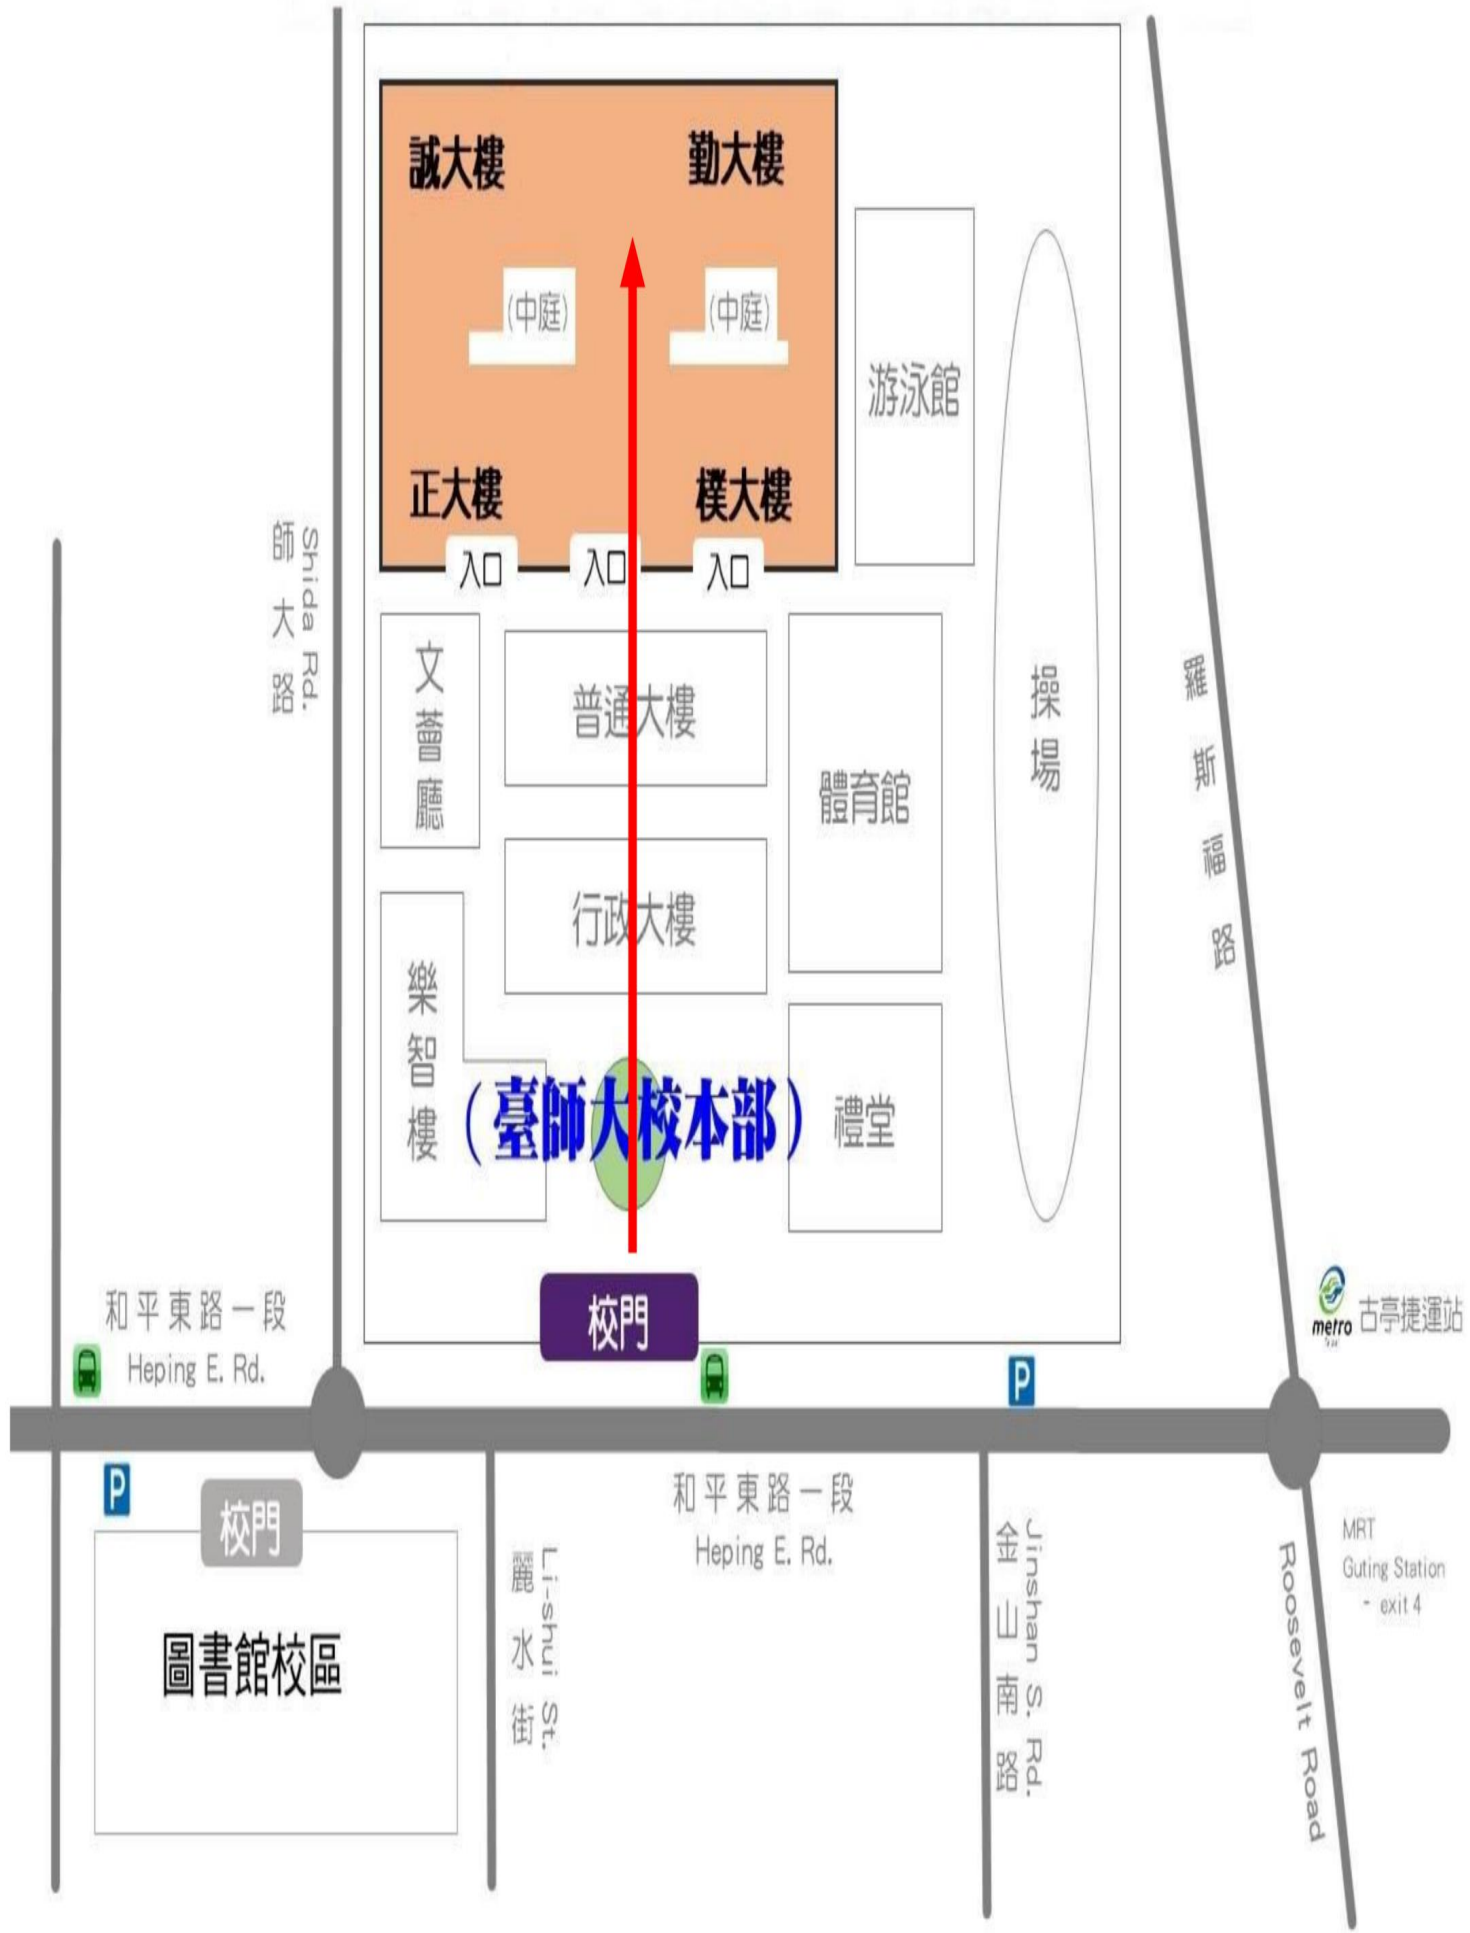 誠大樓
勤大樓
(中庭)
(中庭)
游泳館
正大樓
樸大樓
入口
入口
入口
師大路
Shida Rd.
文薈廳
普通大樓
體育館
操場
羅斯福路
行政大樓
樂智樓
(臺師大校本部)
禮堂
校門
和平東路一段
Heping E. Rd.
metro
古亭捷運站
P
P
校門
圖書館校區
麗水街
Li-shui St.
和平東路一段
Heping E. Rd.
金山南路
Jinshan S. Rd.
Roosevelt Road
MRT
Guting Station
- exit 4